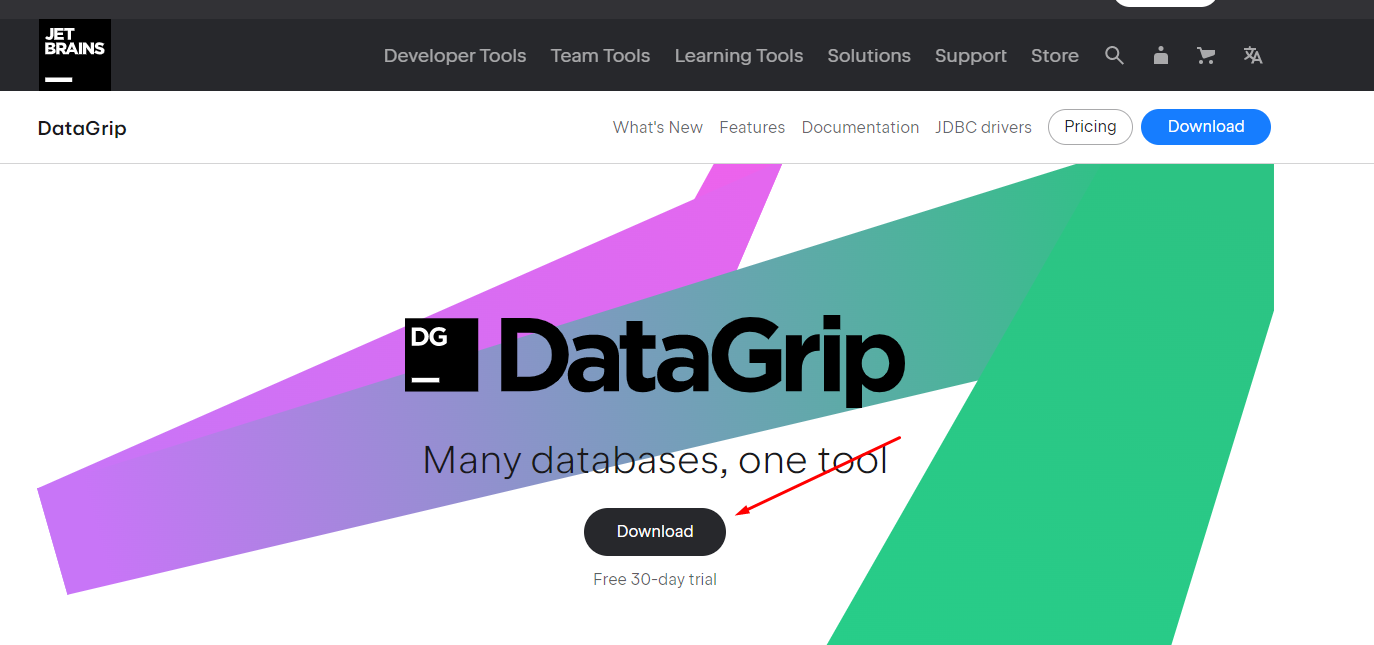 JET
BRAINS
Developer Tools Team Tools Learning Tools Solutions Support Store
DataGrip
What's New Features Documentation JDBC drivers Pricing Download
DG
DataGrip
Many databases, one tool
Download
Free 30-day trial